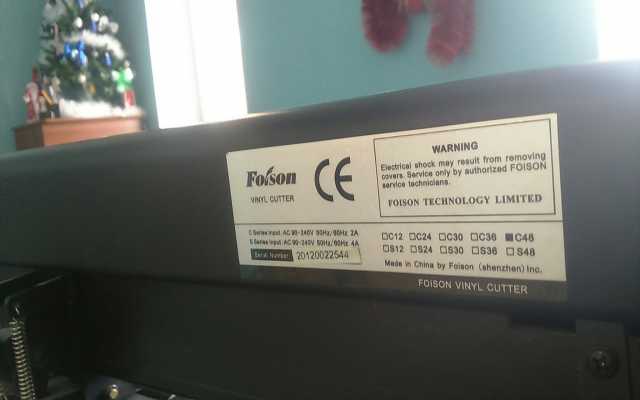 Foison
VINYL CUTTER
CE
WARNING
Electrical shock may result from removing
covers. Service only by authorized FOISON
service technicians.
FOISON TECHNOLOGY LIMITED
C Series Input: AC 90-240V 50Hz/60Hz 2A
S Series Input: AC 90-240V 50Hz/60Hz 4A
Serial Number 20120022544
□C12 □C24 □C30 □C36 ■C48
□S12 □S24 □S30 □S36 □S48
Made in China by Foison (shenzhen) Inc.
FOISON VINYL CUTTER